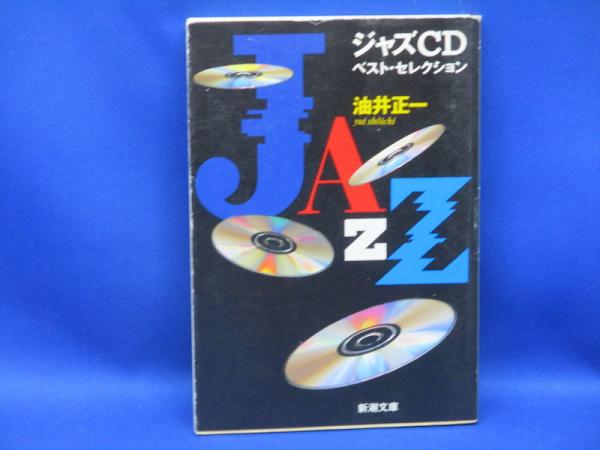 ジャズCD
ベスト・セレクション
油井正一
yui shōichi
JAZZ
新潮文庫